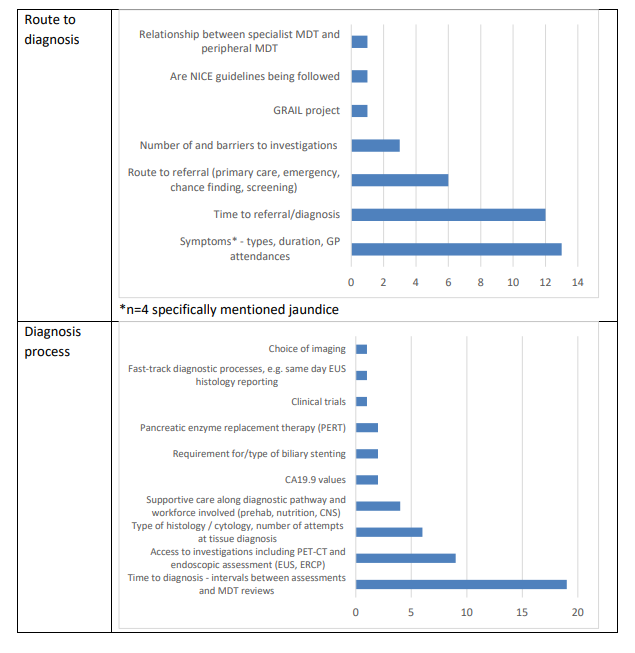 Route to
diagnosis
Relationship between specialist MDT and
peripheral MDT
Are NICE guidelines being followed
GRAIL project
Number of and barriers to investigations
Route to referral (primary care, emergency,
chance finding, screening)
Time to referral/diagnosis
Symptoms* - types, duration, GP
attendances
0 2 4 6 8 10 12 14
*n=4 specifically mentioned jaundice
Diagnosis
process
Choice of imaging
Fast-track diagnostic processes, e.g. same day EUS
histology reporting
Clinical trials
Pancreatic enzyme replacement therapy (PERT)
Requirement for/type of biliary stenting
CA19.9 values
Supportive care along diagnostic pathway and
workforce involved (prehab, nutrition, CNS)
Type of histology / cytology, number of attempts
at tissue diagnosis
Access to investigations including PET-CT and
endoscopic assessment (EUS, ERCP)
Time to diagnosis - intervals between assessments
and MDT reviews
0 5 10 15 20